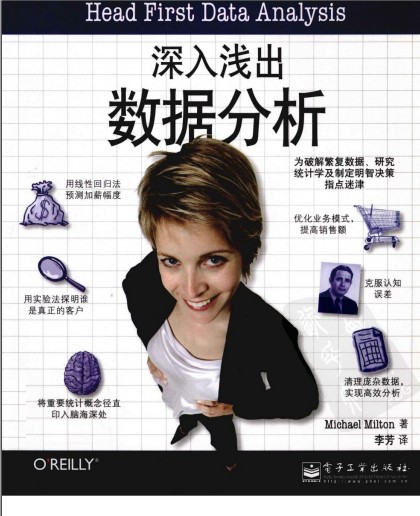 Head First Data Analysis
深入浅出
数据分析
为破解繁复数据、研究
统计学及制定明智决策
指点迷津
用线性回归法
预测加薪幅度
优化业务模式,
提高销售额
克服认知
误差
用实验法探明谁
是真正的客户
清理庞杂数据,
实现高效分析
将重要统计概念径直
印入脑海深处
Michael Milton 著
李芳 译
O'REILLY®
电子工业出版社·